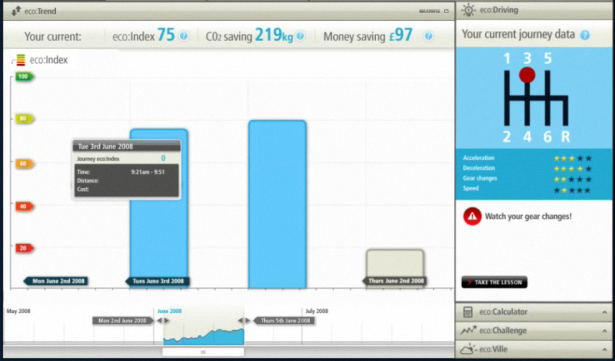 eco:Trend
Your current: eco:Index 75 ? CO2 saving 219kg ? Money saving £97 ?
eco:Index
100
80
60
40
20
Tue 3rd June 2008
Journey eco:Index 0
Time: 9:21am - 9:51
Distance:
Cost:
Mon June 2nd 2008
Tues June 3rd 2008
Thurs June 2nd 2008
May 2008
June 2008
July 2008
Mon 2nd June 2008
Thurs 5th June 2008
eco:Driving
Your current journey data ?
1 3 5
2 4 6 R
Acceleration
Deceleration
Gear changes
Speed
Watch your gear changes!
TAKE THE LESSON
eco:Calculator
eco:Challenge
eco:Ville